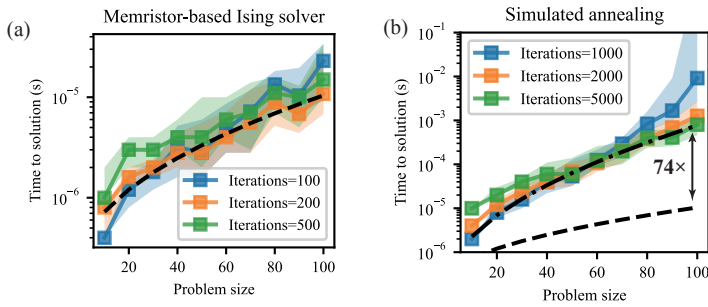 (a)
Memristor-based Ising solver
Time to solution (s)
10⁻⁵
10⁻⁶
Iterations=100
Iterations=200
Iterations=500
20 40 60 80 100
Problem size
(b)
Simulated annealing
Time to solution (s)
10⁻¹
10⁻²
10⁻³
10⁻⁴
10⁻⁵
10⁻⁶
Iterations=1000
Iterations=2000
Iterations=5000
74×
20 40 60 80 100
Problem size